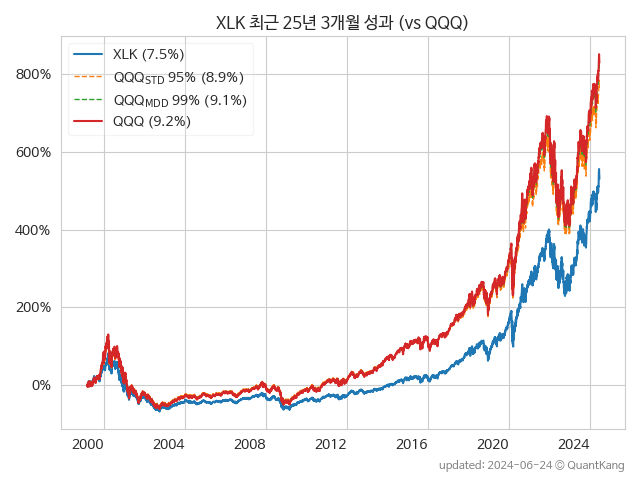 XLK 최근 25년 3개월 성과 (vs QQQ)
XLK (7.5%)
QQQSTD 95% (8.9%)
QQQMDD 99% (9.1%)
QQQ (9.2%)
800%
600%
400%
200%
0%
2000 2004 2008 2012 2016 2020 2024
updated: 2024-06-24 © QuantKang